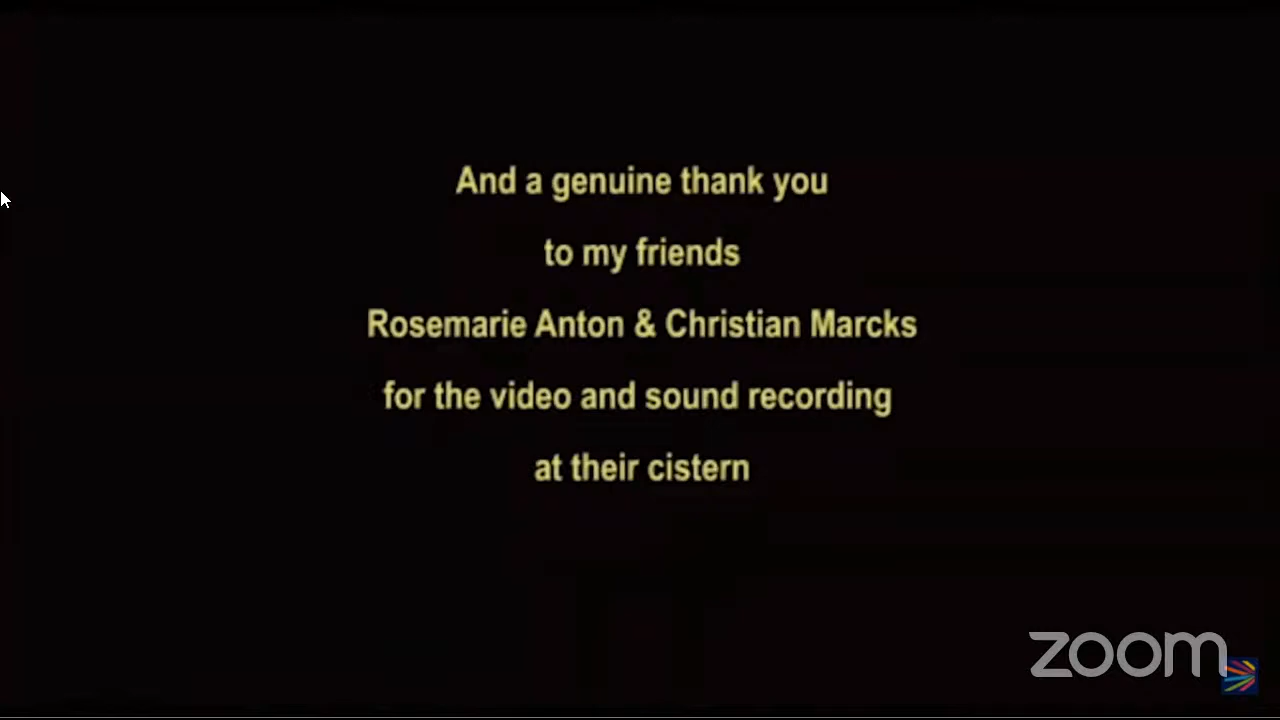 And a genuine thank you
to my friends
Rosemarie Anton & Christian Marcks
for the video and sound recording
at their cistern
zoom